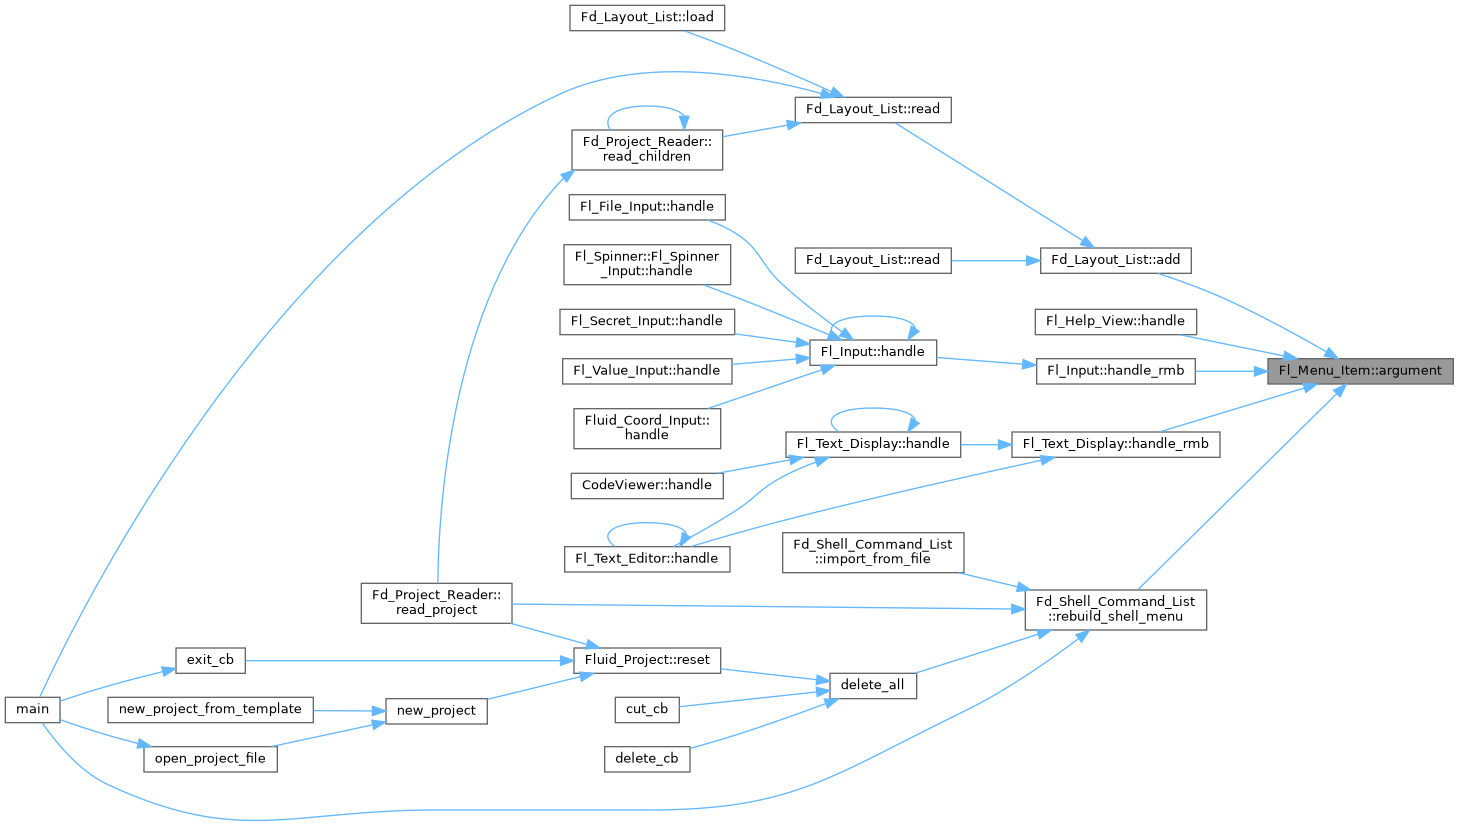 Fd_Layout_List::load
Fd_Layout_List::read
Fd_Project_Reader::
read_children
Fl_File_Input::handle
Fl_Spinner::Fl_Spinner
_Input::handle
Fd_Layout_List::read
Fd_Layout_List::add
Fl_Secret_Input::handle
Fl_Help_View::handle
Fl_Input::handle
Fl_Value_Input::handle
Fl_Input::handle_rmb
Fl_Menu_Item::argument
Fluid_Coord_Input::
handle
Fl_Text_Display::handle
Fl_Text_Display::handle_rmb
CodeViewer::handle
Fl_Text_Editor::handle
Fd_Shell_Command_List
::import_from_file
Fd_Project_Reader::
read_project
Fd_Shell_Command_List
::rebuild_shell_menu
exit_cb
Fluid_Project::reset
delete_all
main
new_project_from_template
new_project
cut_cb
open_project_file
delete_cb